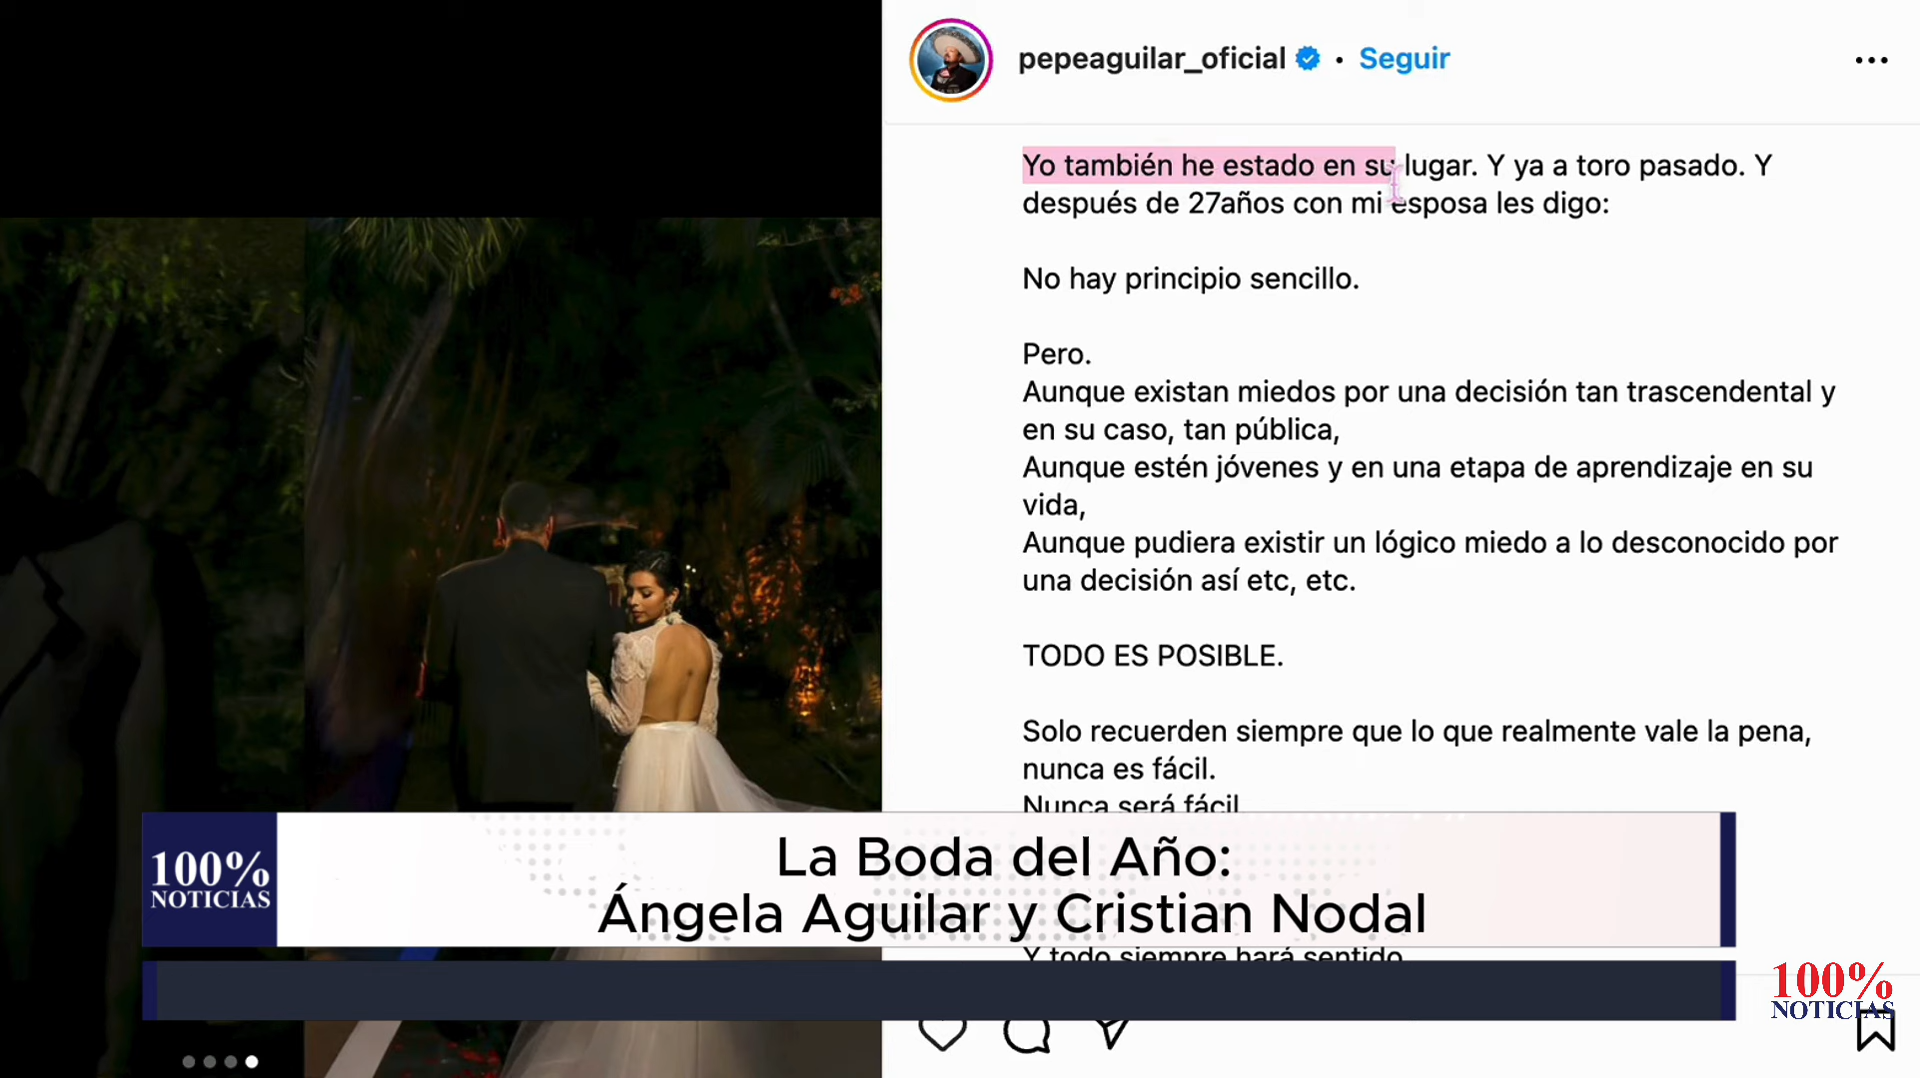 pepeaguilar_oficial • Seguir
Yo también he estado en su lugar. Y ya a toro pasado. Y
después de 27años con mi esposa les digo:
No hay principio sencillo.
Pero.
Aunque existan miedos por una decisión tan trascendental y
en su caso, tan pública,
Aunque estén jóvenes y en una etapa de aprendizaje en su
vida,
Aunque pudiera existir un lógico miedo a lo desconocido por
una decisión así etc, etc.
TODO ES POSIBLE.
Solo recuerden siempre que lo que realmente vale la pena,
nunca es fácil.
Nunca será fácil
100%
NOTICIAS
La Boda del Año:
Ángela Aguilar y Cristian Nodal
Y todo siempre hará sentido
100%
NOTICIAS